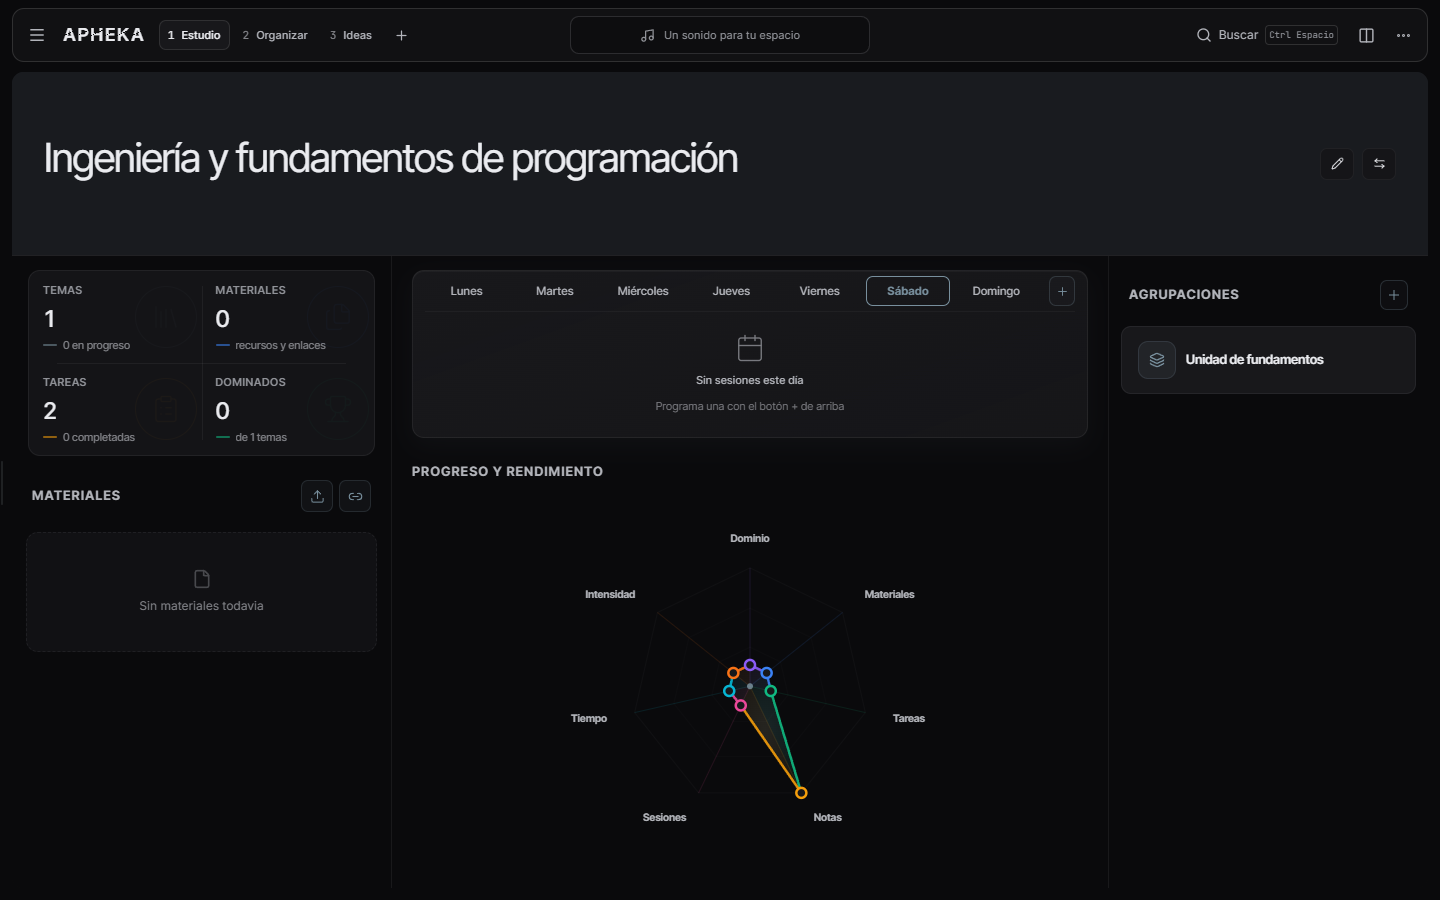 APHEKA
1 Estudio
2 Organizar
3 Ideas
Un sonido para tu espacio
Buscar Ctrl Espacio
Ingeniería y fundamentos de programación
TEMAS
1
0 en progreso
MATERIALES
0
recursos y enlaces
TAREAS
2
0 completadas
DOMINADOS
0
de 1 temas
MATERIALES
Sin materiales todavia
Lunes Martes Miércoles Jueves Viernes Sábado Domingo
Sin sesiones este día
Programa una con el botón + de arriba
PROGRESO Y RENDIMIENTO
Dominio
Intensidad
Materiales
Tiempo
Tareas
Sesiones
Notas
AGRUPACIONES
Unidad de fundamentos